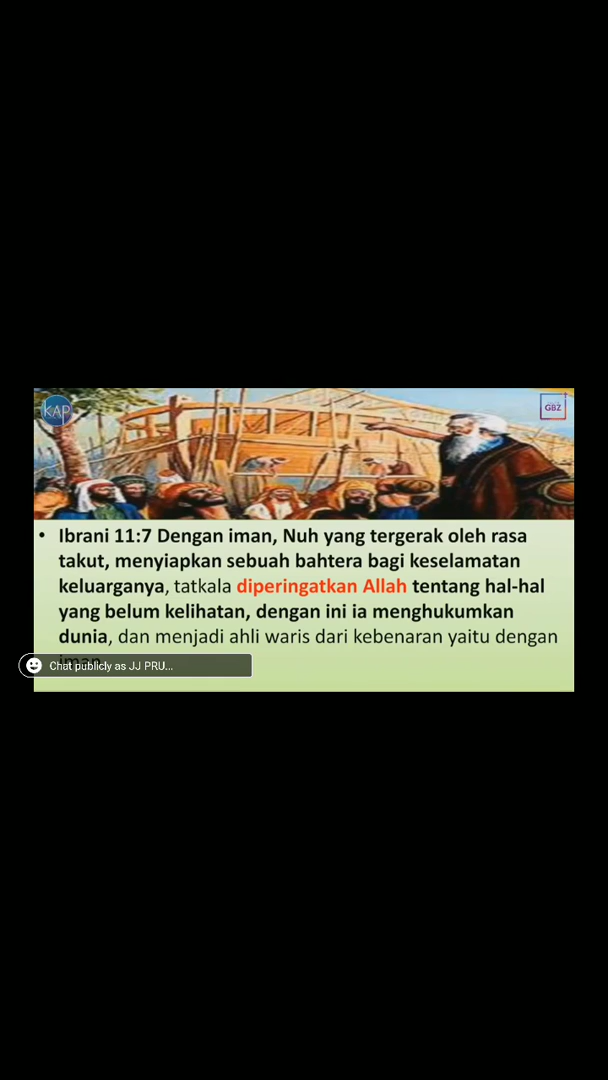 KAP
GBZ
• Ibrani 11:7 Dengan iman, Nuh yang tergerak oleh rasa
takut, menyiapkan sebuah bahtera bagi keselamatan
keluarganya, tatkala diperingatkan Allah tentang hal-hal
yang belum kelihatan, dengan ini ia menghukumkan
dunia, dan menjadi ahli waris dari kebenaran yaitu dengan
iman
Chat publicly as JJ PRU...